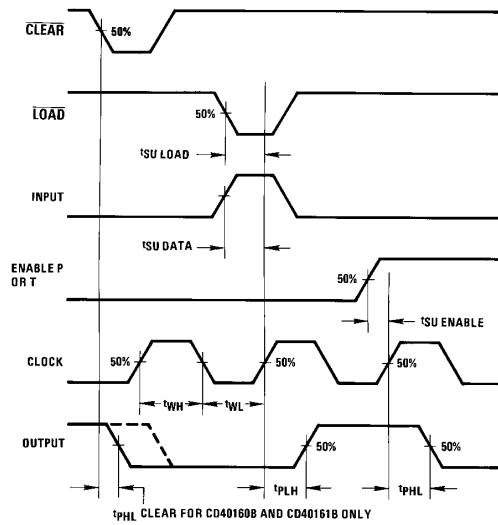 CLEAR
50%
LOAD
50%
tSU LOAD
INPUT
tSU DATA
ENABLE P
OR T
50%
tSU ENABLE
CLOCK
50%
50%
50%
tWH
tWL
OUTPUT
50%
50%
50%
tPLH
tPHL
tPHL CLEAR FOR CD40160B AND CD40161B ONLY